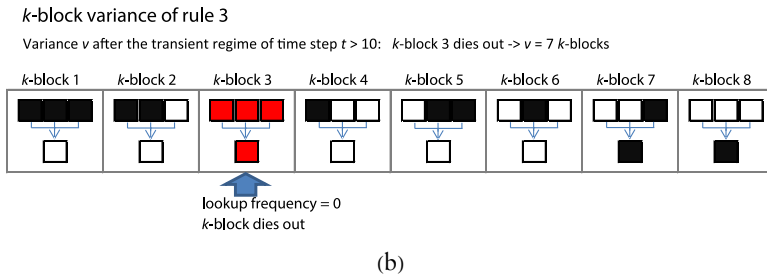 k-block variance of rule 3
Variance v after the transient regime of time step t > 10: k-block 3 dies out -> v = 7 k-blocks
k-block 1 k-block 2 k-block 3 k-block 4 k-block 5 k-block 6 k-block 7 k-block 8
lookup frequency = 0
k-block dies out
(b)